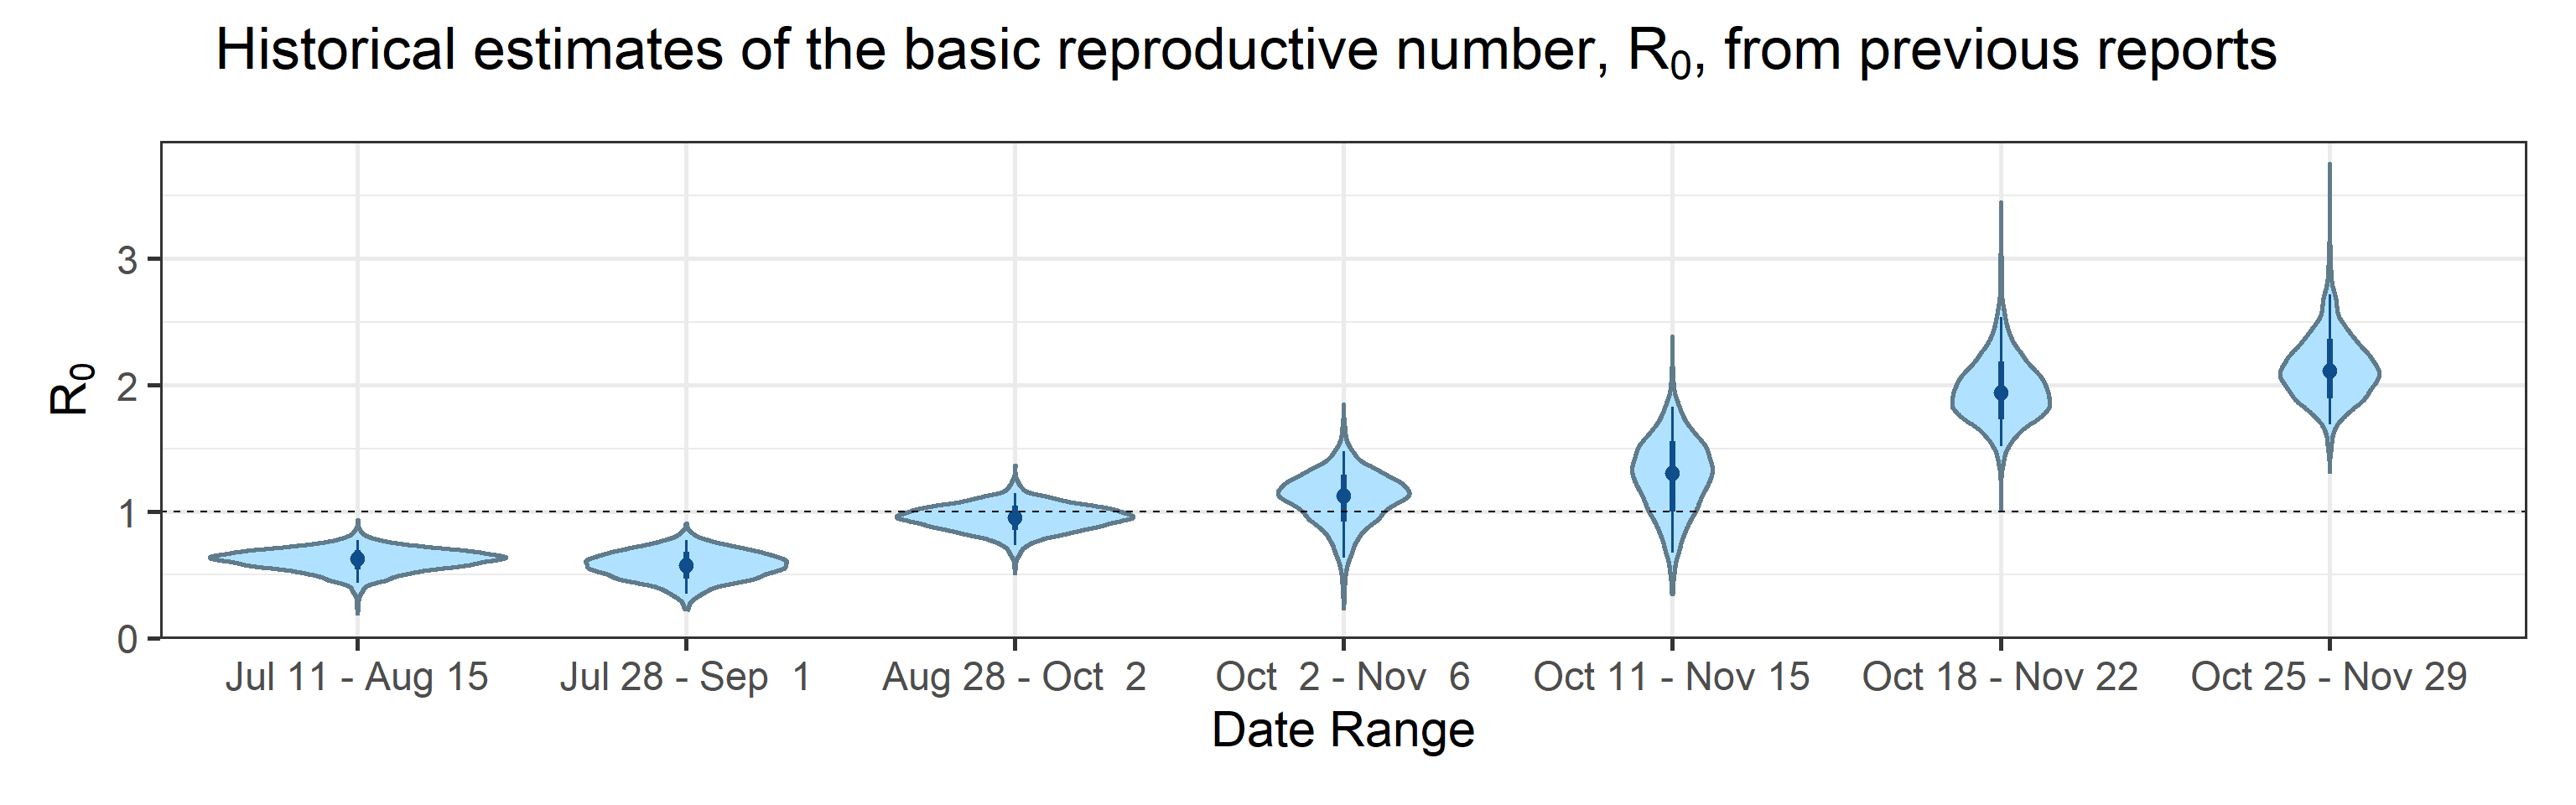 Historical estimates of the basic reproductive number, R₀, from previous reports
R₀
3
2
1
0
Jul 11 - Aug 15
Jul 28 - Sep  1
Aug 28 - Oct  2
Oct  2 - Nov  6
Oct 11 - Nov 15
Oct 18 - Nov 22
Oct 25 - Nov 29
Date Range